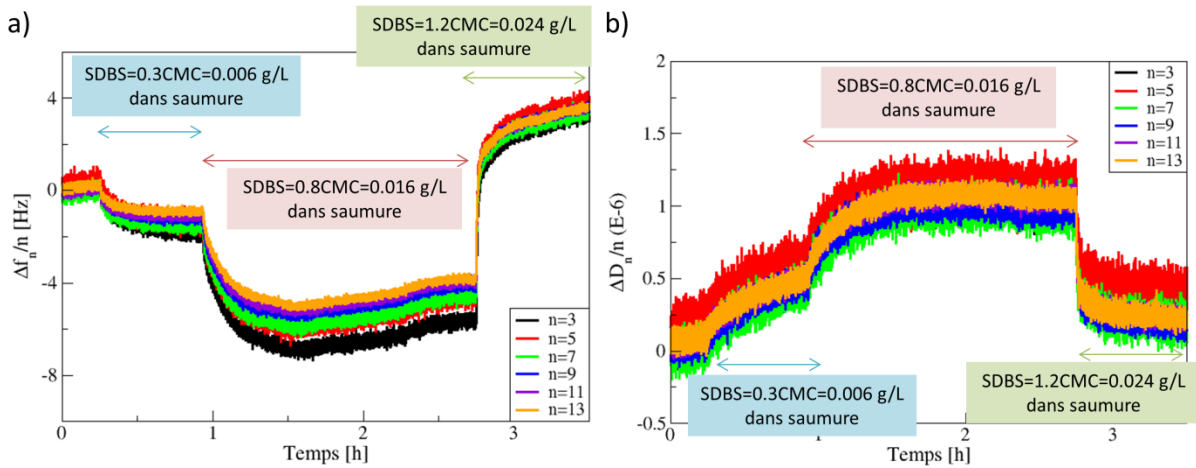 a)
SDBS=1.2CMC=0.024 g/L
dans saumure
SDBS=0.3CMC=0.006 g/L
dans saumure
SDBS=0.8CMC=0.016 g/L
dans saumure
4
0
-4
-8
Δf_n/n [Hz]
n=3
n=5
n=7
n=9
n=11
n=13
0
1
2
3
Temps [h]
b)
SDBS=0.8CMC=0.016 g/L
dans saumure
n=3
n=5
n=7
n=9
n=11
n=13
2
1.5
1
0.5
0
-0.5
ΔD_n/n (E-6)
SDBS=0.3CMC=0.006 g/L
dans saumure
SDBS=1.2CMC=0.024 g/L
dans saumure
0
1
2
3
Temps [h]